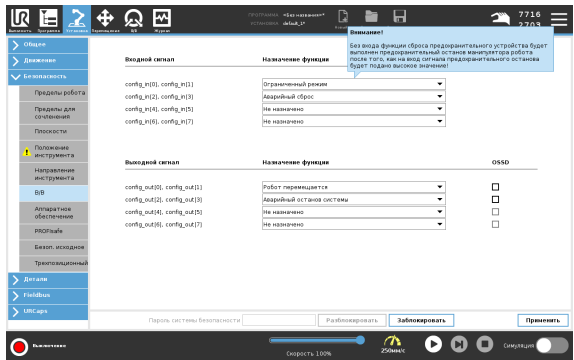 ПРОГРАММА <Без названия>*
УСТАНОВКА default_1*
7716
2703
Выполнить Программа Установка Перемещение В/В Журнал
Внимание!
Без входа функции сброса предохранительного устройства будет
выполнен предохранительный останов манипулятора робота
после того, как на вход сигнала предохранительного останова
будет подано высокое значение!
Общее
Движение
Безопасность
Пределы робота
Пределы для
сочленения
Плоскости
Положение
инструмента
Направление
инструмента
В/В
Аппаратное
обеспечение
PROFIsafe
Безоп. исходное
Трехпозиционный
Детали
Fieldbus
URCaps
Входной сигнал Назначение функции
config_in[0], config_in[1] Ограниченный режим
config_in[2], config_in[3] Аварийный сброс
config_in[4], config_in[5] Не назначено
config_in[6], config_in[7] Не назначено
Выходной сигнал Назначение функции OSSD
config_out[0], config_out[1] Робот перемещается
config_out[2], config_out[3] Аварийный останов системы
config_out[4], config_out[5] Не назначено
config_out[6], config_out[7] Не назначено
Пароль системы безопасности Разблокировать Заблокировать Применить
Выключение
Скорость 100%
250мм/с
Симуляция